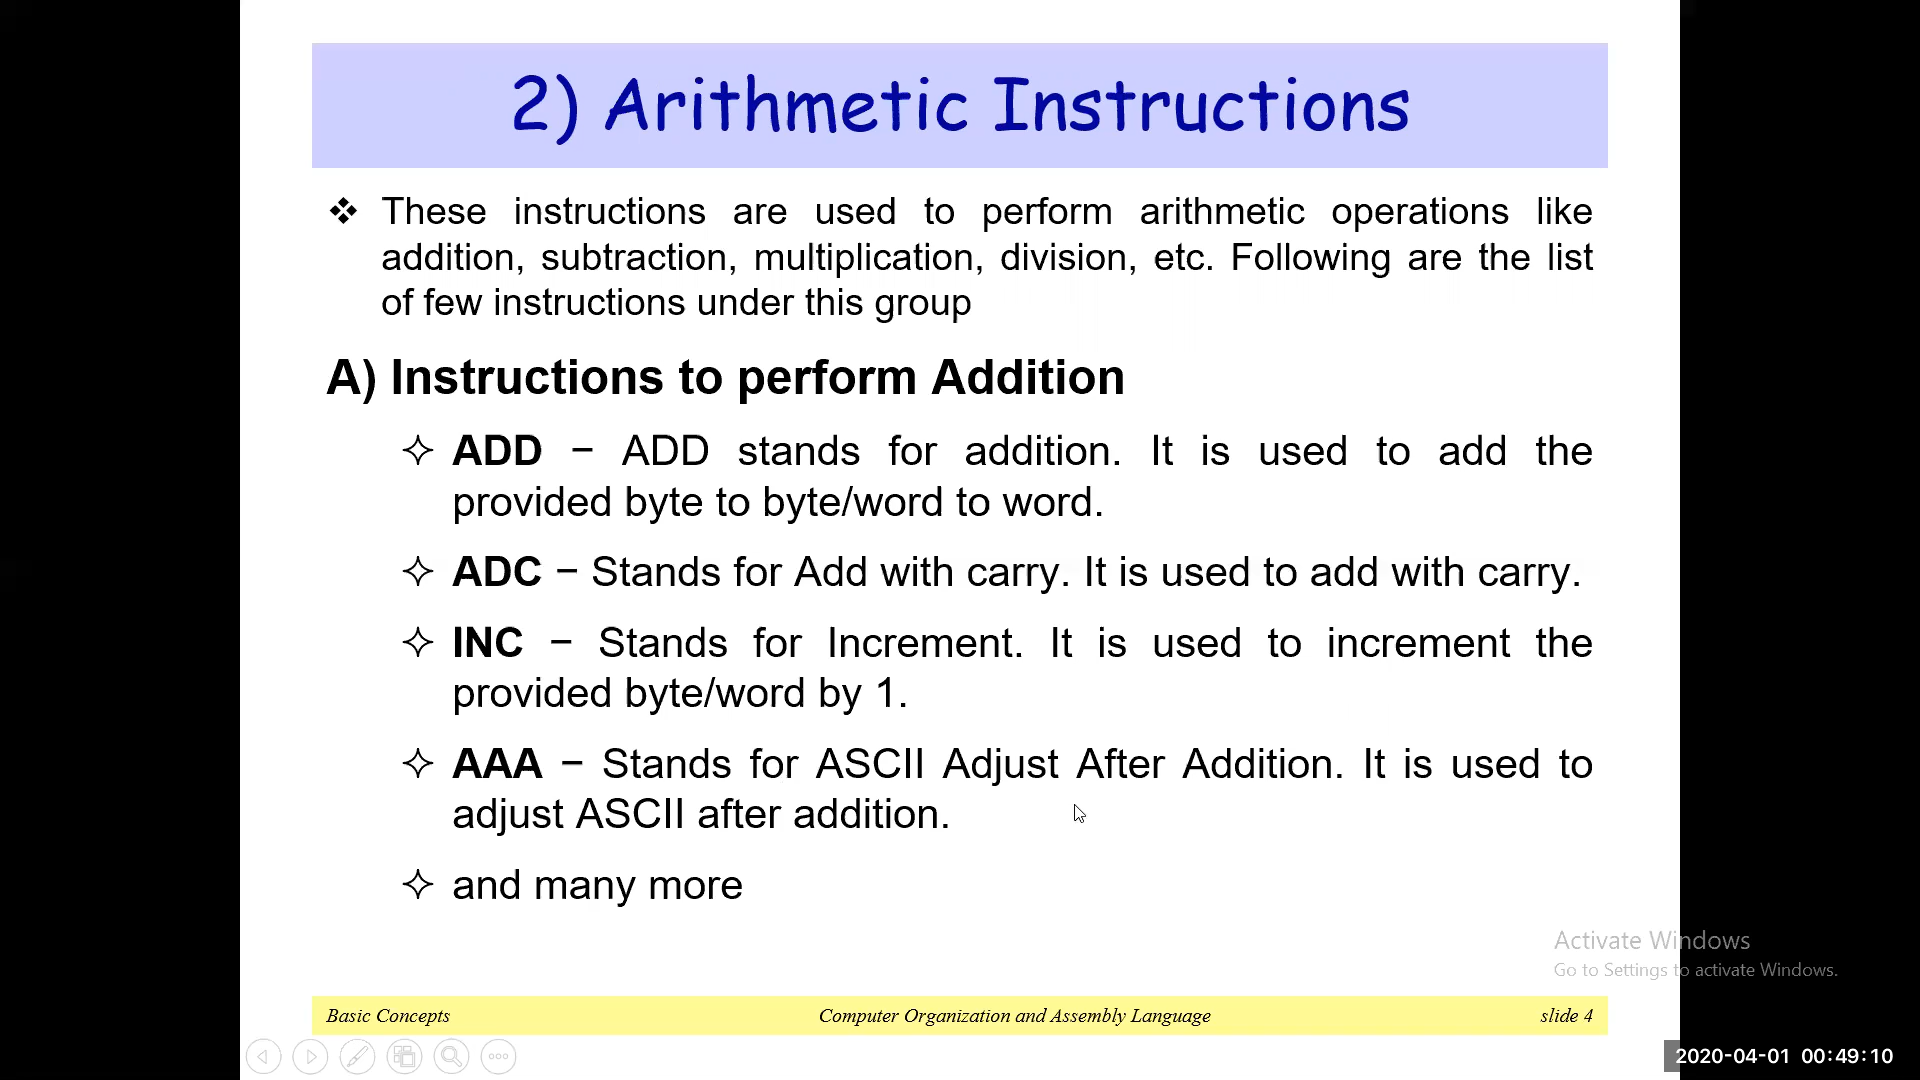 2) Arithmetic Instructions
❖ These instructions are used to perform arithmetic operations like
addition, subtraction, multiplication, division, etc. Following are the list
of few instructions under this group
A) Instructions to perform Addition
✧ ADD − ADD stands for addition. It is used to add the
provided byte to byte/word to word.
✧ ADC − Stands for Add with carry. It is used to add with carry.
✧ INC − Stands for Increment. It is used to increment the
provided byte/word by 1.
✧ AAA − Stands for ASCII Adjust After Addition. It is used to
adjust ASCII after addition.
✧ and many more
Activate Windows
Go to Settings to activate Windows.
Basic Concepts Computer Organization and Assembly Language slide 4
2020-04-01 00:49:10